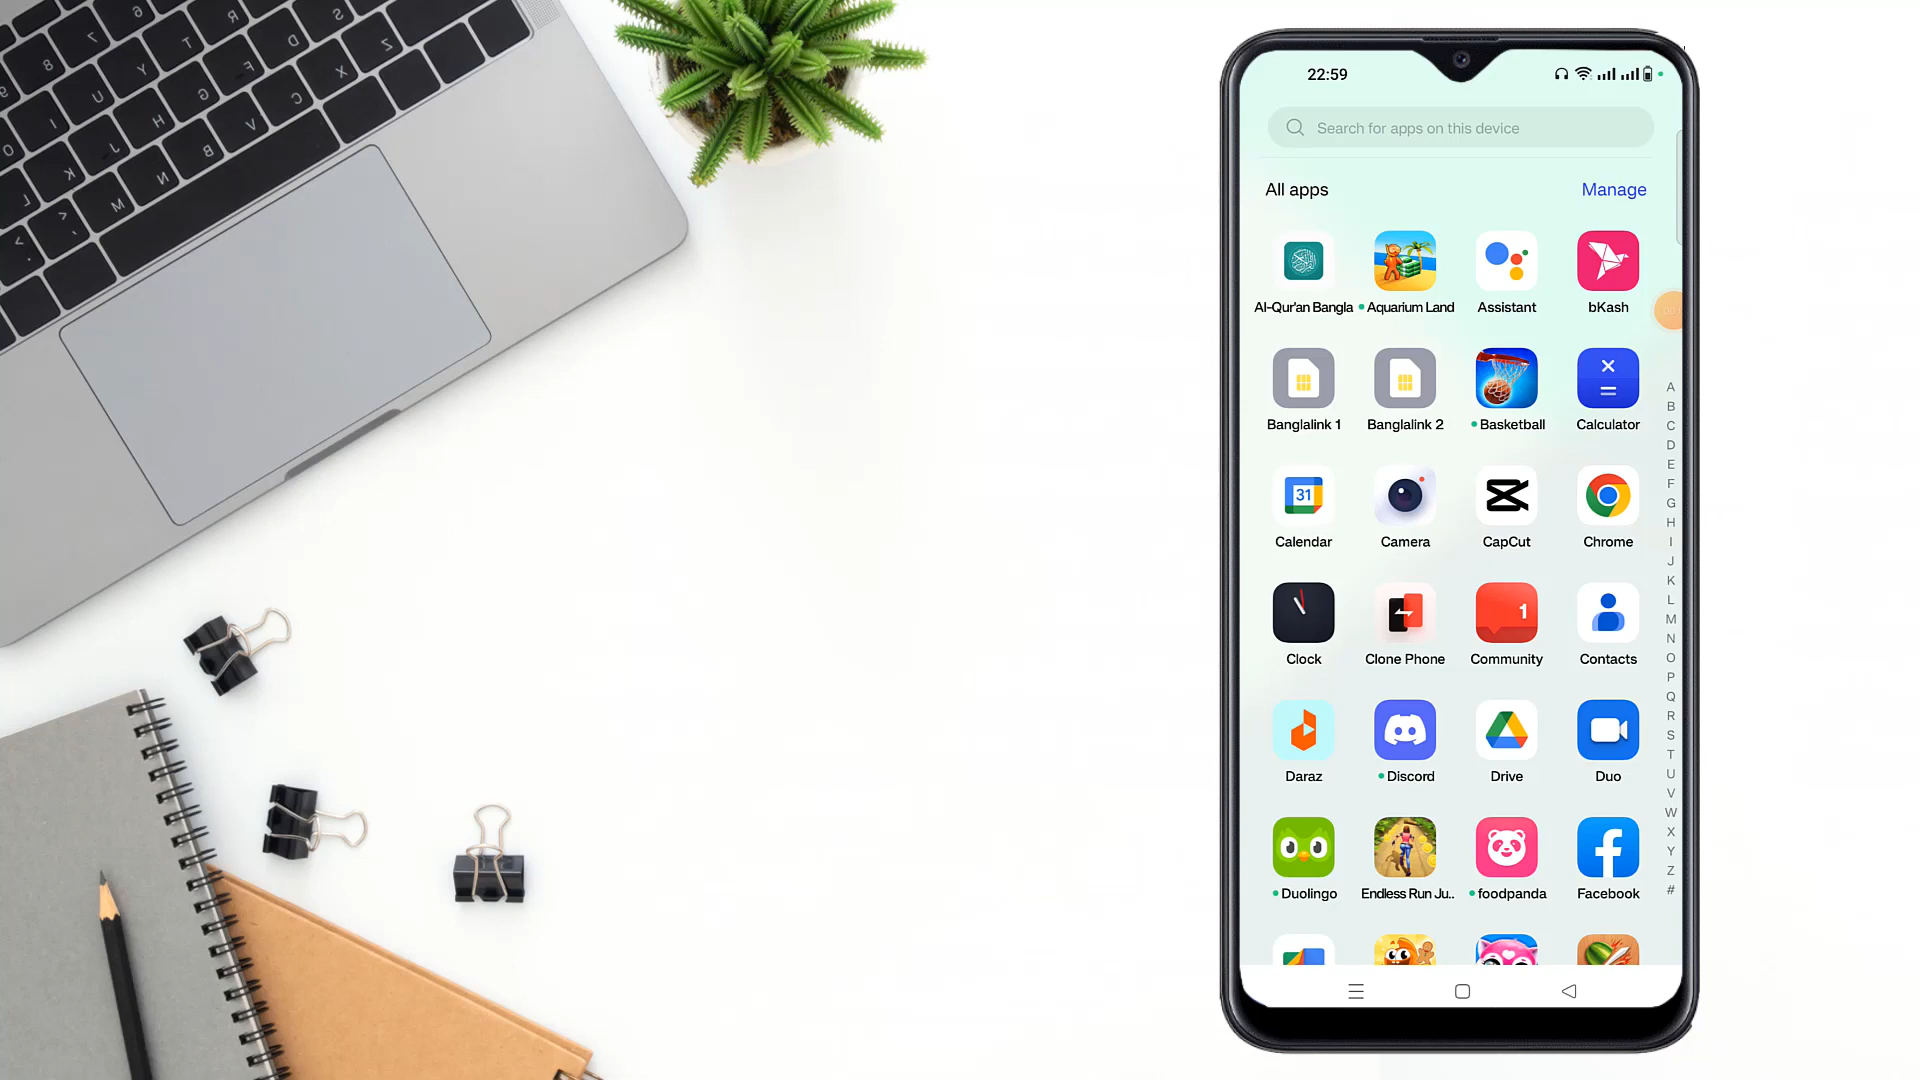 22:59
Search for apps on this device
All apps
Manage
Al-Qur'an Bangla
Aquarium Land
Assistant
bKash
Banglalink 1
Banglalink 2
Basketball
Calculator
31
Calendar
Camera
CapCut
Chrome
1
Clock
Clone Phone
Community
Contacts
Daraz
Discord
Drive
Duo
Duolingo
Endless Run Ju..
foodpanda
Facebook
A
B
C
D
E
F
G
H
I
J
K
L
M
N
O
P
Q
R
S
T
U
V
W
X
Y
Z
#